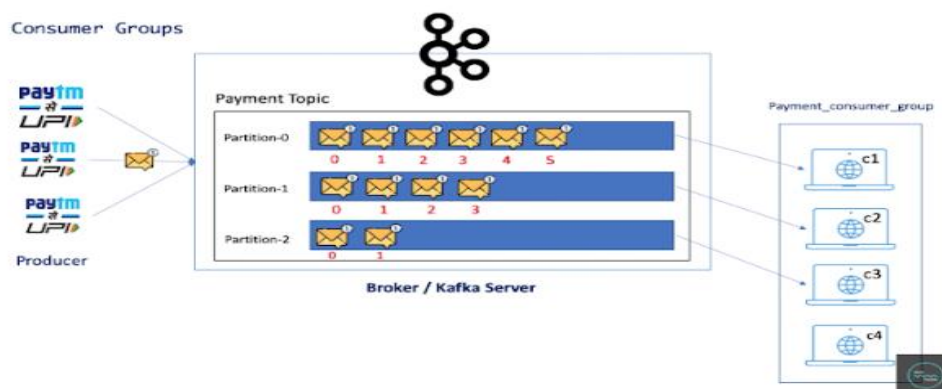 Consumer Groups
paytm
से
UPI
paytm
से
UPI
paytm
से
UPI
Producer
Payment Topic
Partition-0
0 1 2 3 4 5
Partition-1
0 1 2 3
Partition-2
0 1
Broker / Kafka Server
Payment_consumer_group
c1
c2
c3
c4